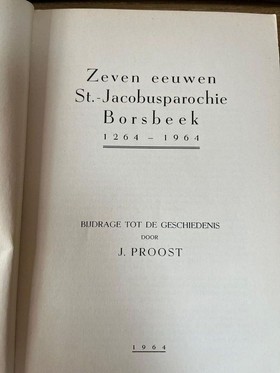 Zeven eeuwen
St.-Jacobusparochie
Borsbeek
1264 – 1964
BIJDRAGE TOT DE GESCHIEDENIS
DOOR
J. PROOST
1964